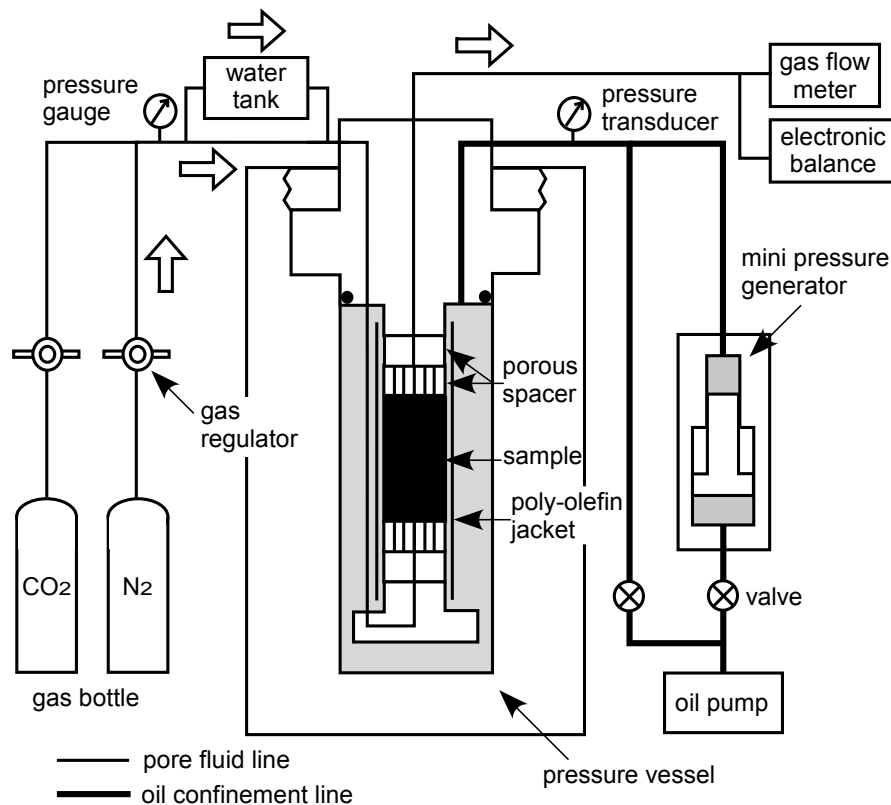 water
tank
pressure
gauge
pressure
transducer
gas flow
meter
electronic
balance
mini pressure
generator
gas
regulator
porous
spacer
sample
poly-olefin
jacket
CO2
N2
gas bottle
valve
oil pump
pressure vessel
pore fluid line
oil confinement line